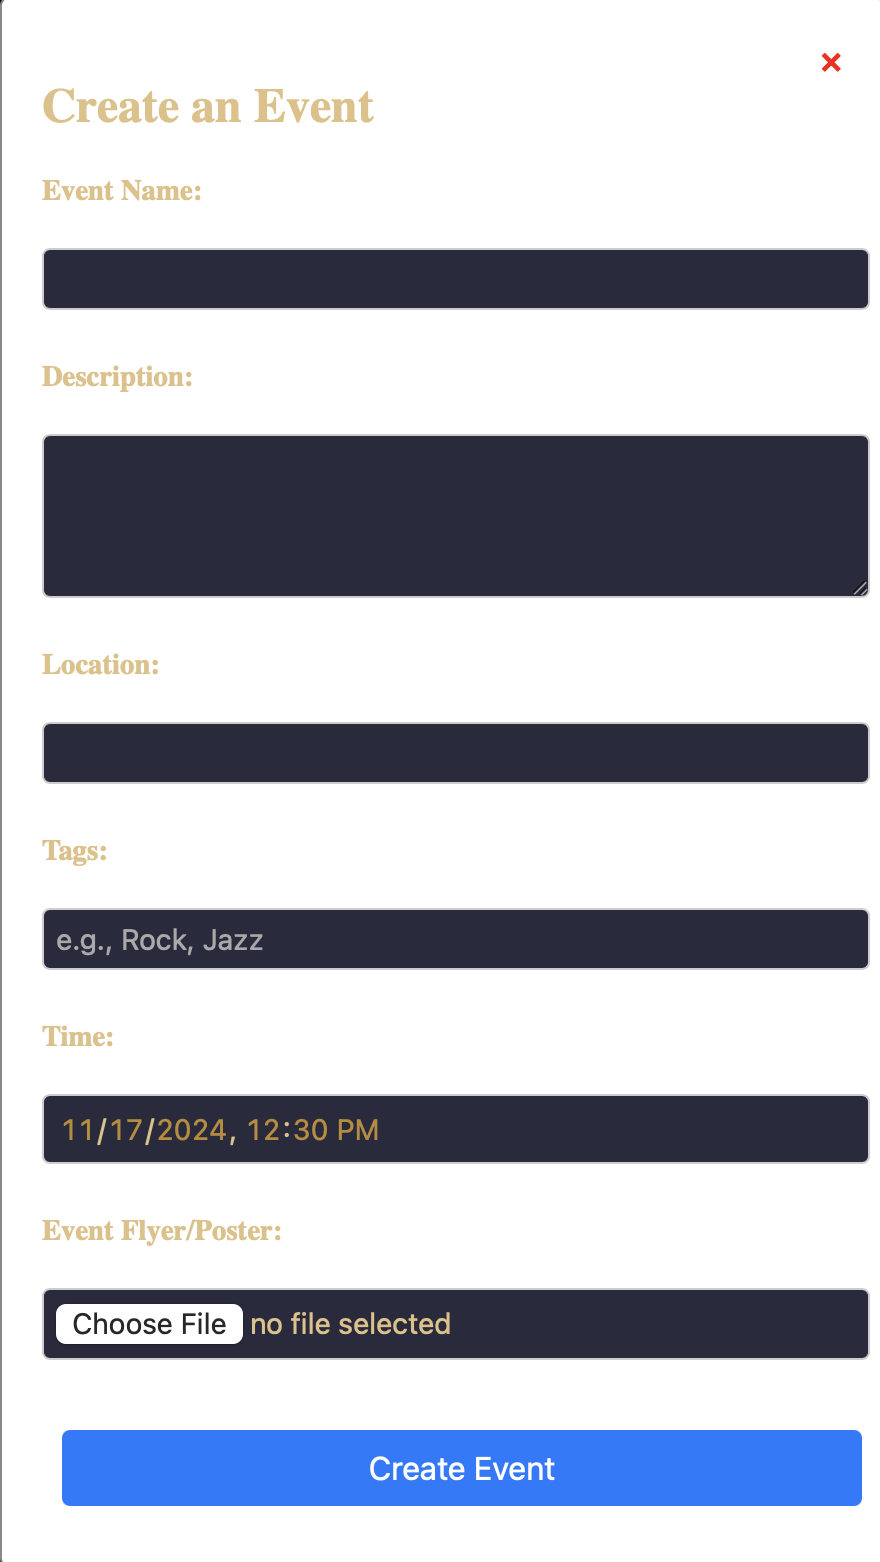 Create an Event
Event Name:
Description:
Location:
Tags:
e.g., Rock, Jazz
Time:
11/17/2024, 12:30 PM
Event Flyer/Poster:
Choose File no file selected
Create Event